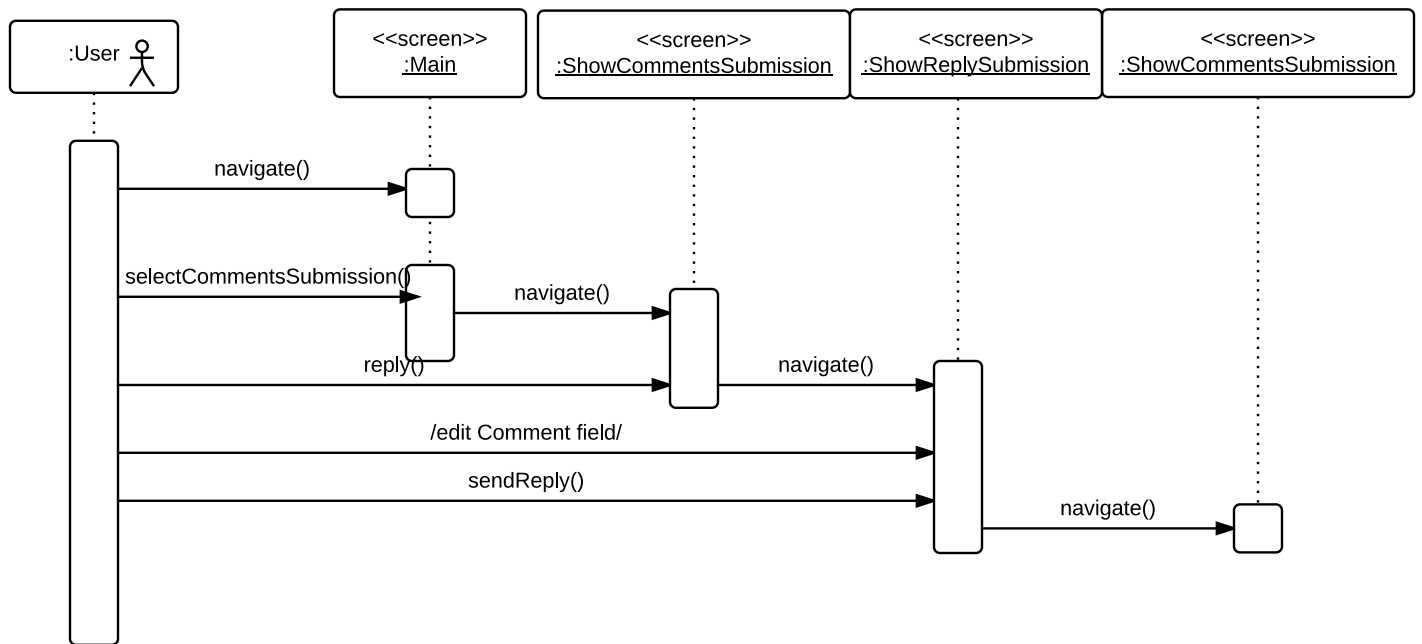 :User
<<screen>>
:Main
<<screen>>
:ShowCommentsSubmission
<<screen>>
:ShowReplySubmission
<<screen>>
:ShowCommentsSubmission
navigate()
selectCommentsSubmission()
navigate()
reply()
navigate()
/edit Comment field/
sendReply()
navigate()